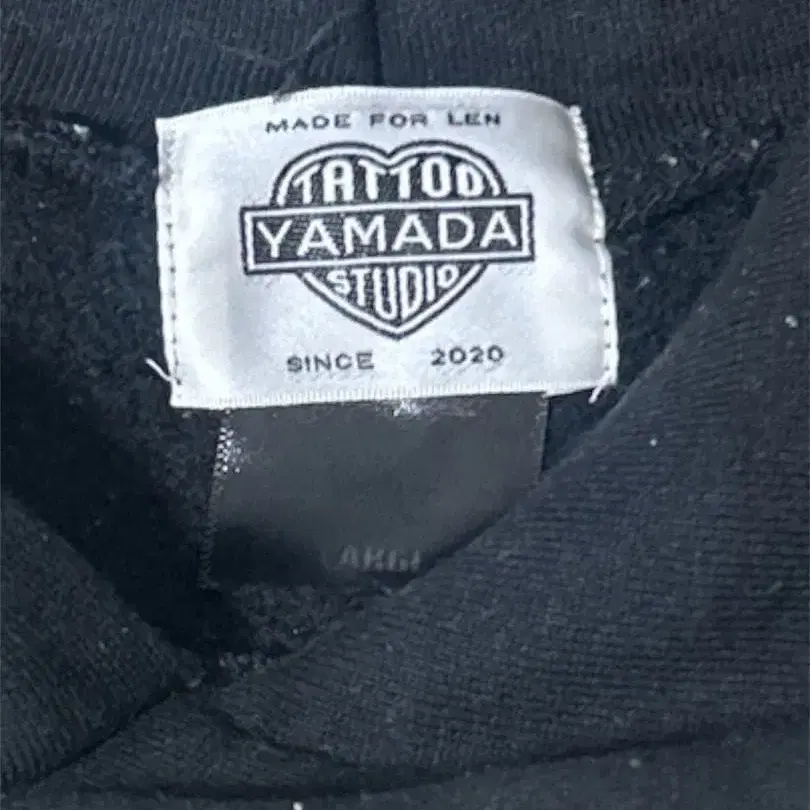 MADE FOR LEN
TATTOO
YAMADA
STUDIO
SINCE 2020